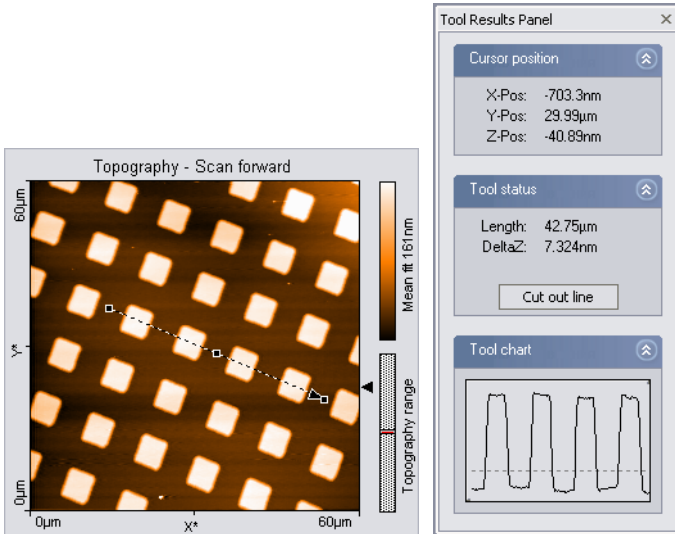 Tool Results Panel
Cursor position
X-Pos: -703.3nm
Y-Pos: 29.99µm
Z-Pos: -40.89nm
Topography - Scan forward
60µm
Y*
0µm
0µm
X*
60µm
Mean fit 161nm
Topography range
Tool status
Length: 42.75µm
DeltaZ: 7.324nm
Cut out line
Tool chart